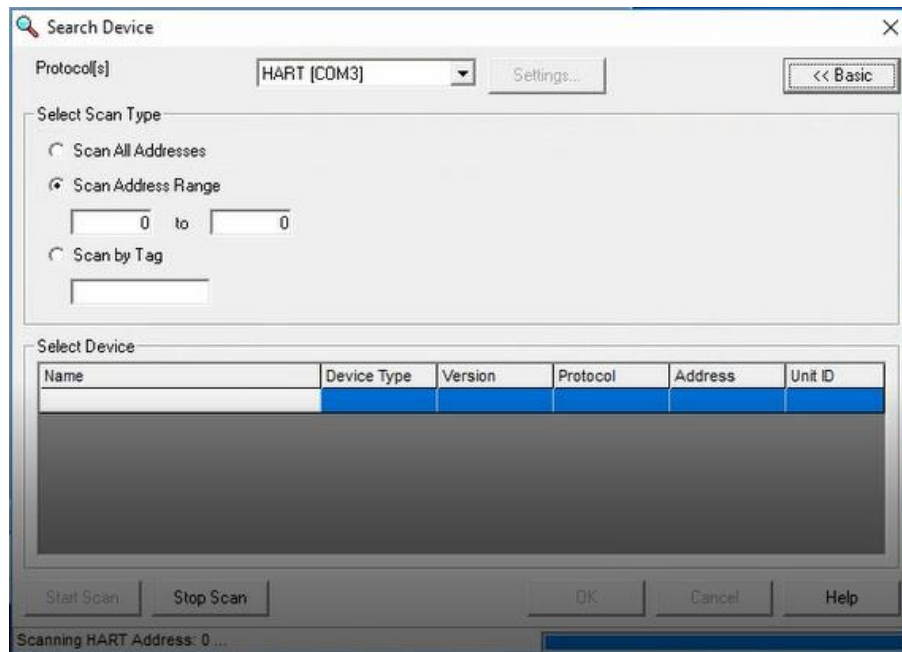 Search Device
Protocol[s] HART [COM3] Settings... << Basic
Select Scan Type
Scan All Addresses
Scan Address Range
0 to 0
Scan by Tag
Select Device
Name Device Type Version Protocol Address Unit ID
Start Scan Stop Scan OK Cancel Help
Scanning HART Address: 0 ...